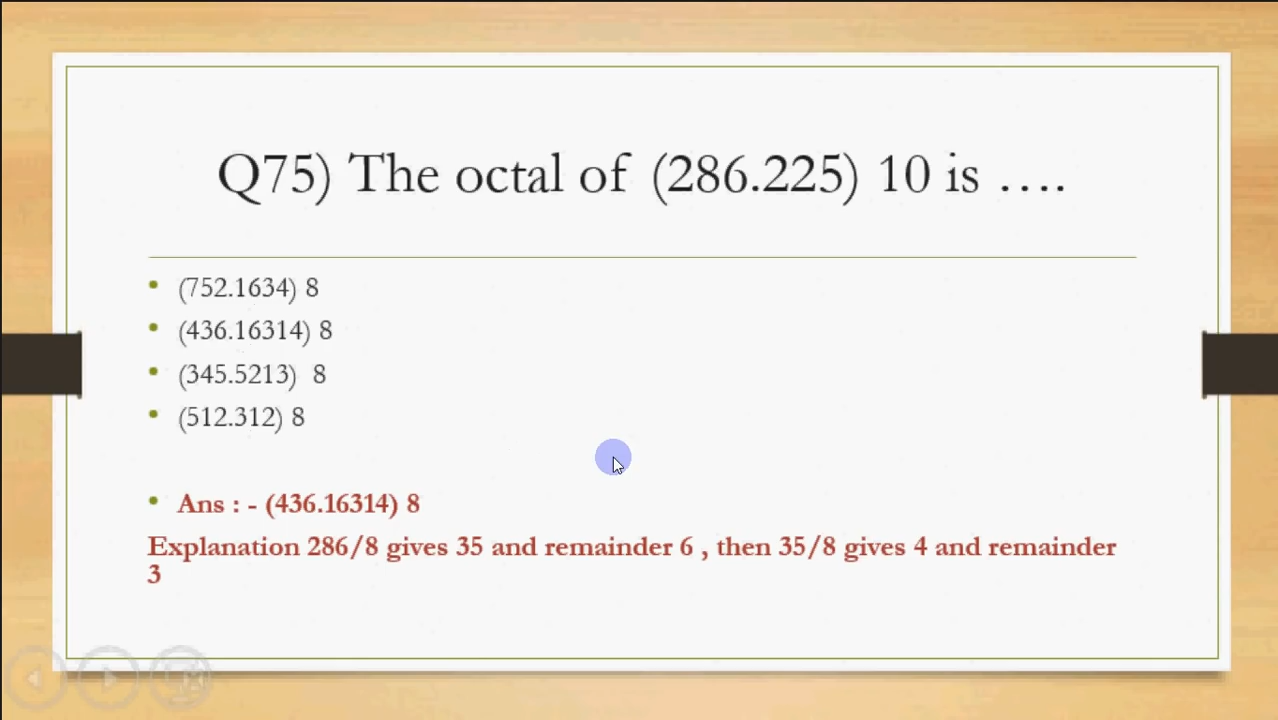 Q75) The octal of (286.225) 10 is ….
• (752.1634) 8
• (436.16314) 8
• (345.5213) 8
• (512.312) 8
• Ans : - (436.16314) 8
Explanation 286/8 gives 35 and remainder 6 , then 35/8 gives 4 and remainder
3